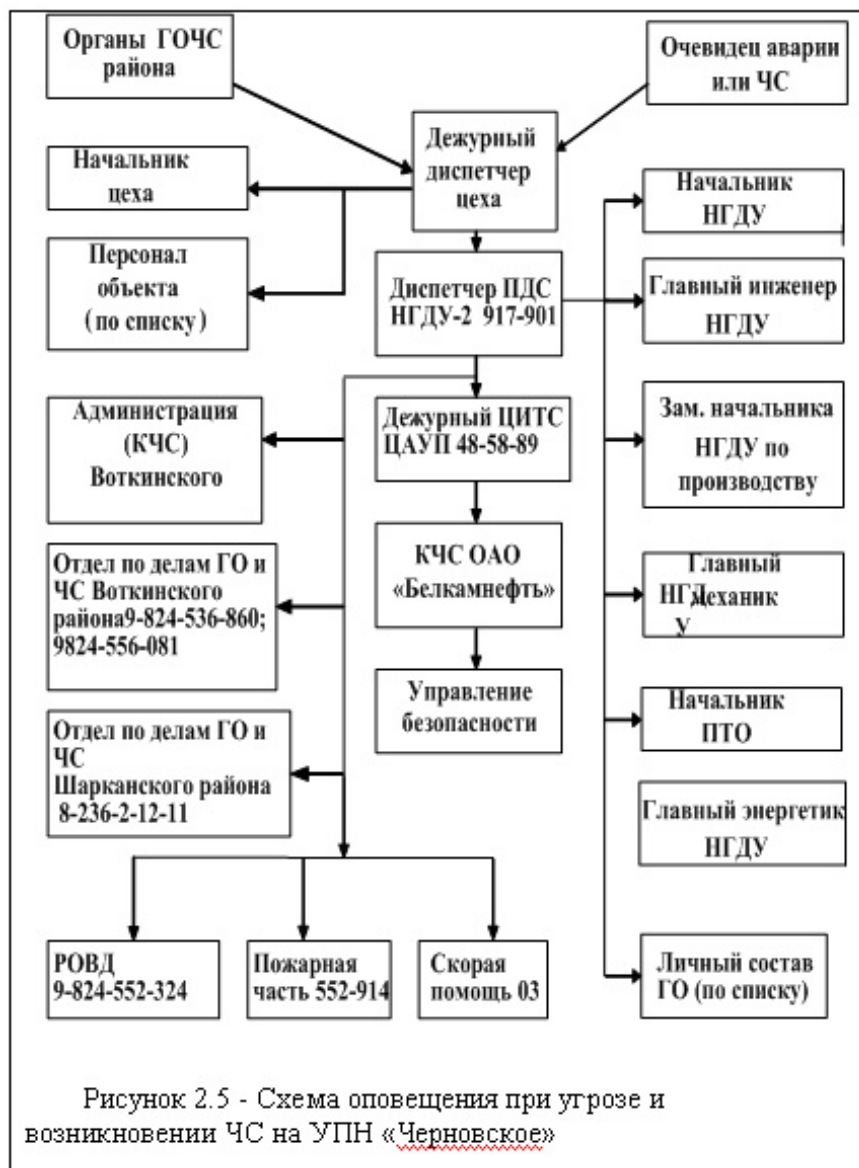 Органы ГОЧС
района
Очевидец аварии
или ЧС
Дежурный
диспетчер
цеха
Начальник
цеха
Персонал
объекта
(по списку)
Диспетчер ПДС
НГДУ-2 917-901
Начальник
НГДУ
Главный инженер
НГДУ
Администрация
(КЧС)
Воткинского
Дежурный ЦИТС
ЦАУП 48-58-89
Зам. начальника
НГДУ по
производству
Отдел по делам ГО и
ЧС Воткинского
района9-824-536-860;
9824-556-081
КЧС ОАО
«Белкамнефть»
Главный
НГД механик
У
Управление
безопасности
Начальник
ПТО
Отдел по делам ГО и
ЧС
Шарканского района
8-236-2-12-11
Главный энергетик
НГДУ
РОВД
9-824-552-324
Пожарная
часть 552-914
Скорая
помощь 03
Личный состав
ГО (по списку)
Рисунок 2.5 - Схема оповещения при угрозе и
возникновении ЧС на УПН «Черновское»